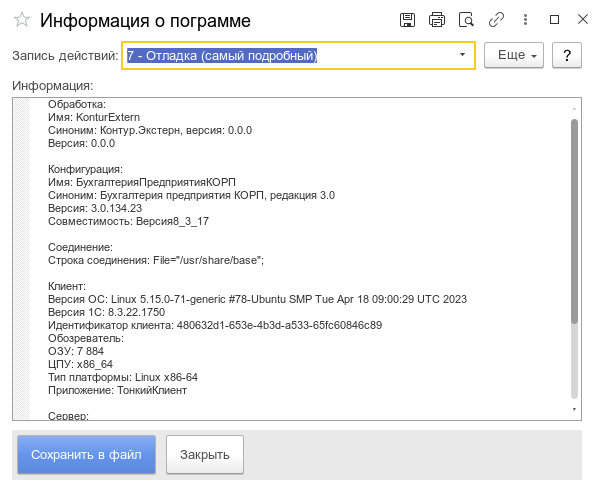 Информация о пограмме
Запись действий: 7 - Отладка (самый подробный) Еще ?
Информация:
Обработка:
Имя: KonturExtern
Синоним: Контур.Экстерн, версия: 0.0.0
Версия: 0.0.0
Конфигурация:
Имя: БухгалтерияПредприятияКОРП
Синоним: Бухгалтерия предприятия КОРП, редакция 3.0
Версия: 3.0.134.23
Совместимость: Версия8_3_17
Соединение:
Строка соединения: File="/usr/share/base";
Клиент:
Версия ОС: Linux 5.15.0-71-generic #78-Ubuntu SMP Tue Apr 18 09:00:29 UTC 2023
Версия 1С: 8.3.22.1750
Идентификатор клиента: 480632d1-653e-4b3d-a533-65fc60846c89
Обозреватель:
ОЗУ: 7 884
ЦПУ: x86_64
Тип платформы: Linux x86-64
Приложение: ТонкийКлиент
Сервер:
Сохранить в файл Закрыть